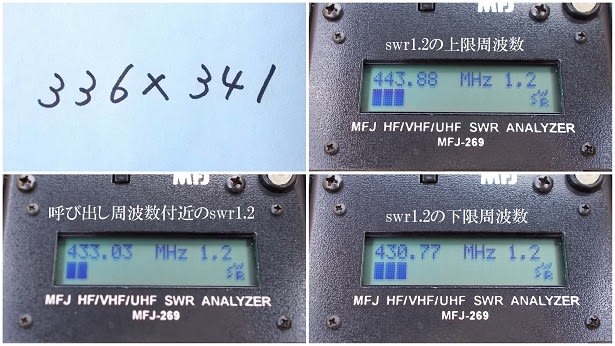 336×341
MFJ
swr1.2の上限周波数
443.88 MHz 1.2
SWR
MFJ HF/VHF/UHF SWR ANALYZER
MFJ-269
MFJ
呼び出し周波数付近のswr1.2
433.03 MHz 1.2
SWR
MFJ HF/VHF/UHF SWR ANALYZER
MFJ-269
swr1.2の下限周波数
430.77 MHz 1.2
SWR
MFJ HF/VHF/UHF SWR ANALYZER
MFJ-269